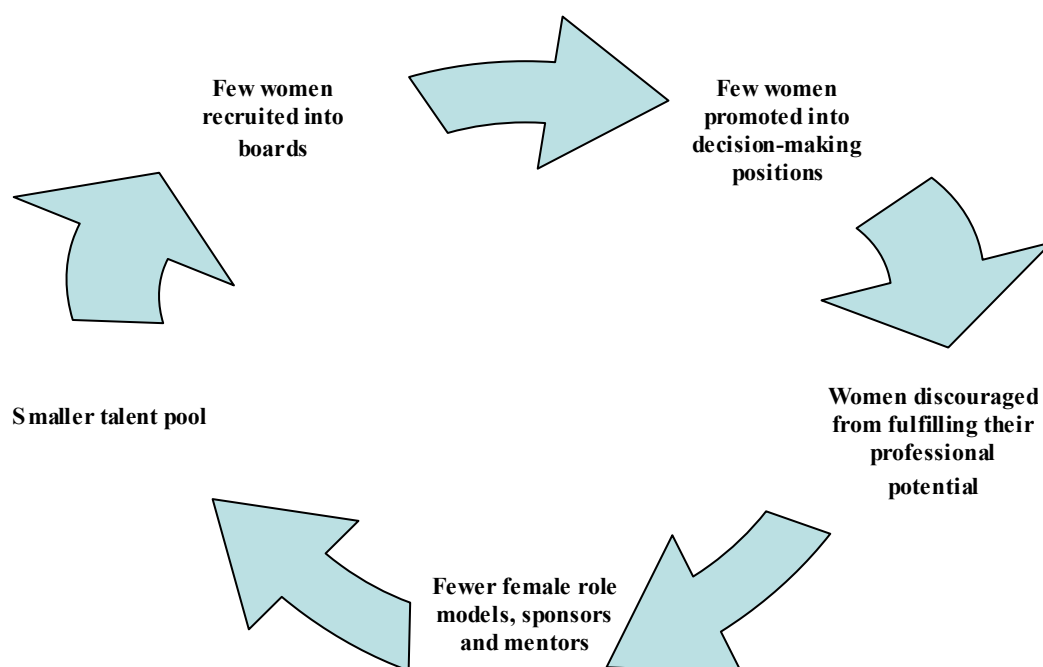 Few women
recruited into
boards
Few women
promoted into
decision-making
positions
Women discouraged
from fulfilling their
professional
potential
Fewer female role
models, sponsors
and mentors
Smaller talent pool